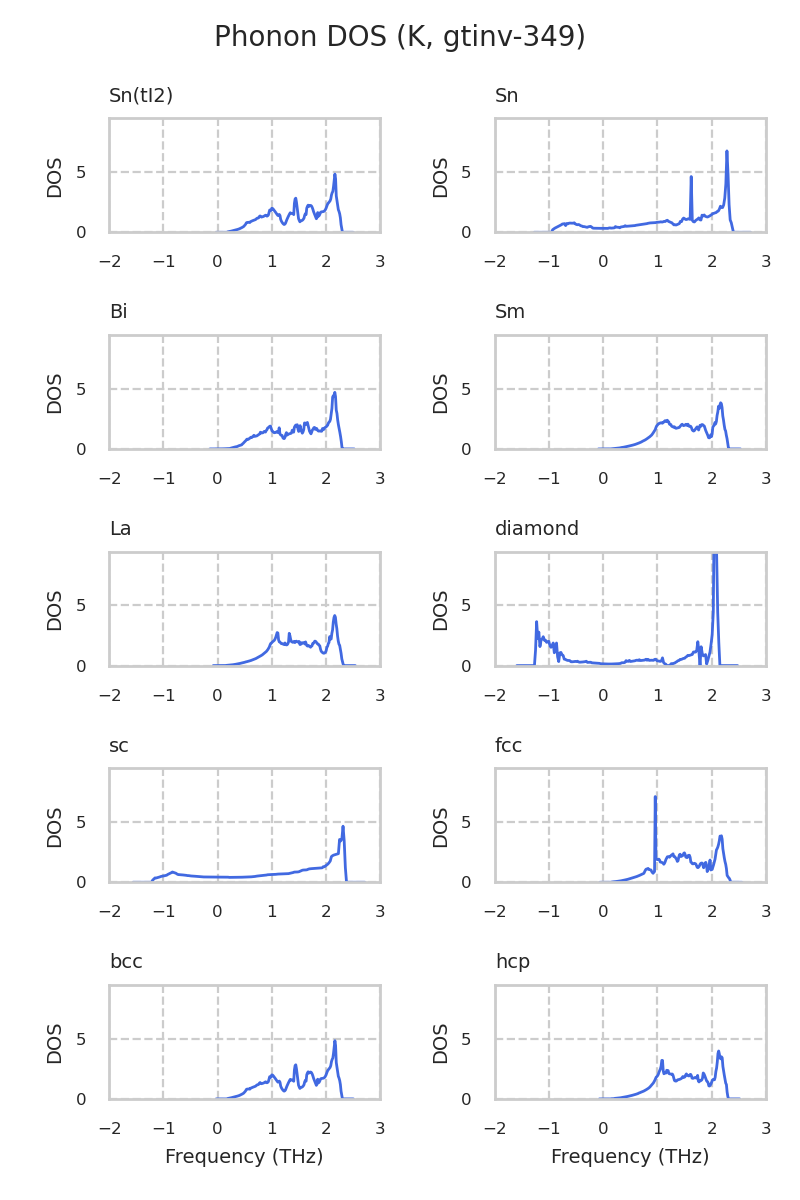 Phonon DOS (K, gtinv-349)
Sn(tI2)
Sn
DOS
5
0
−2 −1 0 1 2 3
DOS
5
0
−2 −1 0 1 2 3
Bi
Sm
DOS
5
0
−2 −1 0 1 2 3
DOS
5
0
−2 −1 0 1 2 3
La
diamond
DOS
5
0
−2 −1 0 1 2 3
DOS
5
0
−2 −1 0 1 2 3
sc
fcc
DOS
5
0
−2 −1 0 1 2 3
DOS
5
0
−2 −1 0 1 2 3
bcc
hcp
DOS
5
0
−2 −1 0 1 2 3
Frequency (THz)
DOS
5
0
−2 −1 0 1 2 3
Frequency (THz)